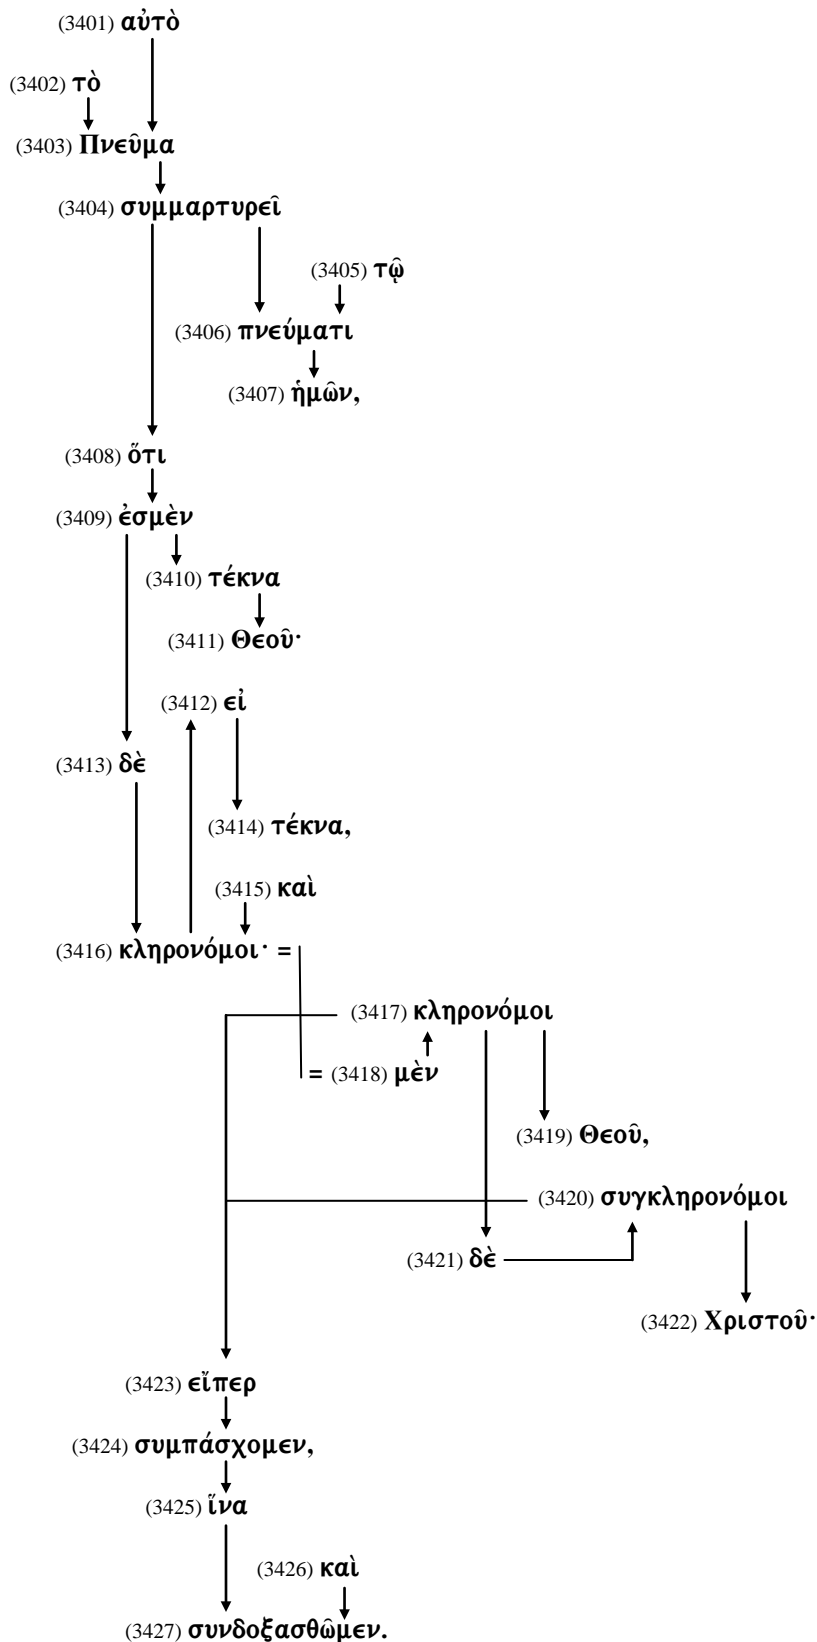 (3401) αὐτὸ
(3402) τὸ
(3403) Πνεῦμα
(3404) συμμαρτυρεῖ
(3405) τῷ
(3406) πνεύματι
(3407) ἡμῶν,
(3408) ὅτι
(3409) ἐσμὲν
(3410) τέκνα
(3411) Θεοῦ·
(3412) εἰ
(3413) δὲ
(3414) τέκνα,
(3415) καὶ
(3416) κληρονόμοι· =
(3417) κληρονόμοι
= (3418) μὲν
(3419) Θεοῦ,
(3420) συγκληρονόμοι
(3421) δὲ
(3422) Χριστοῦ·
(3423) εἴπερ
(3424) συμπάσχομεν,
(3425) ἵνα
(3426) καὶ
(3427) συνδοξασθῶμεν.